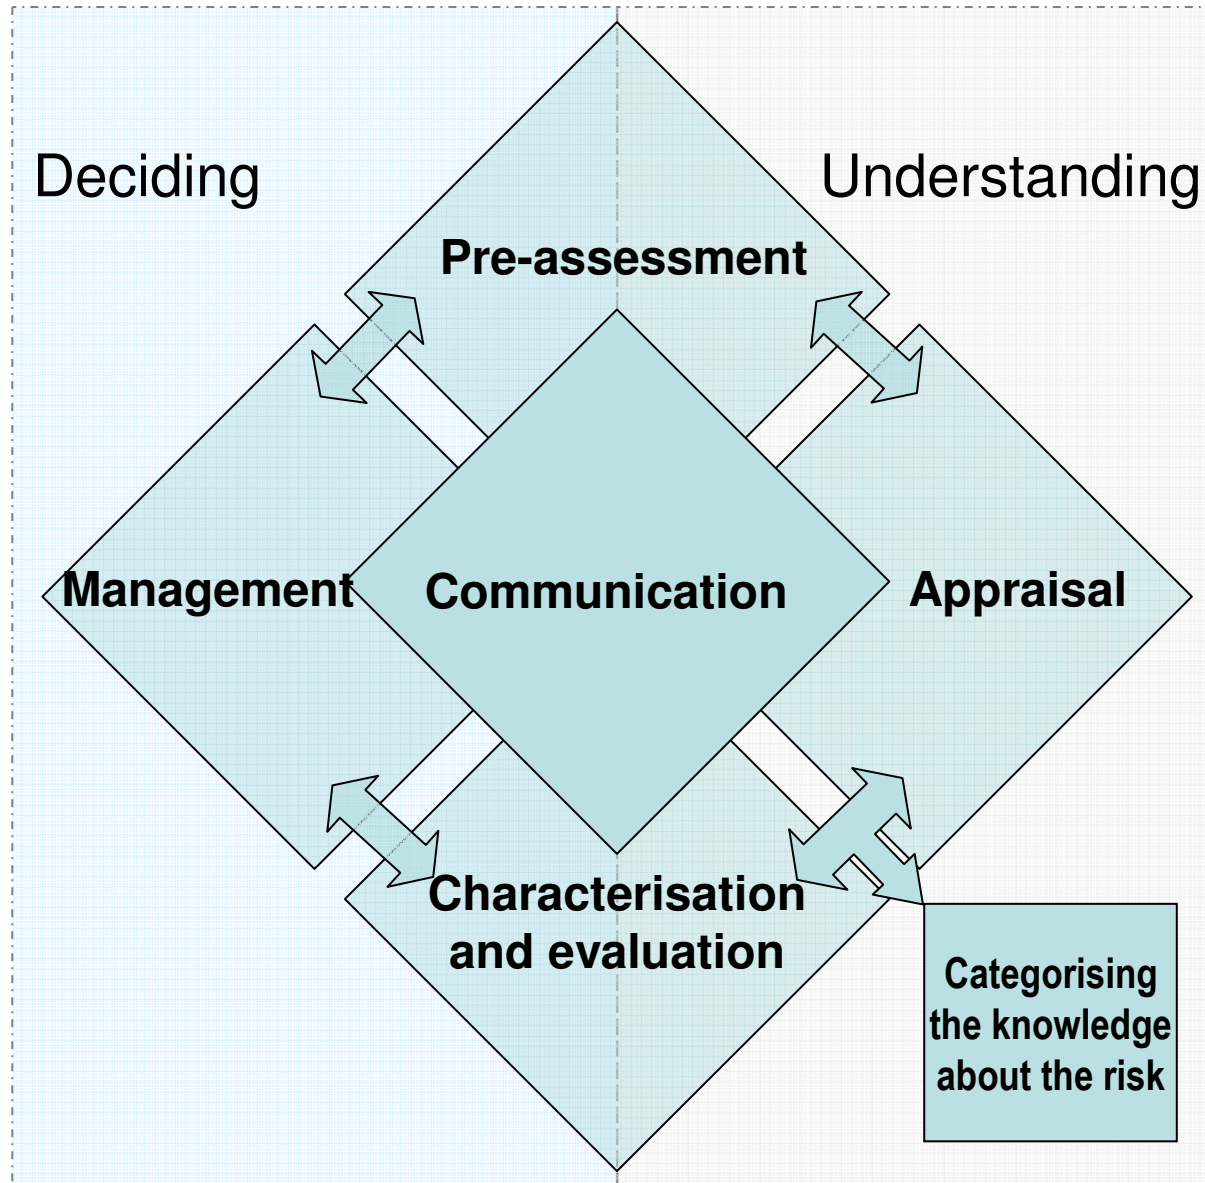 Deciding
Understanding
Pre-assessment
Management
Communication
Appraisal
Characterisation
and evaluation
Categorising
the knowledge
about the risk